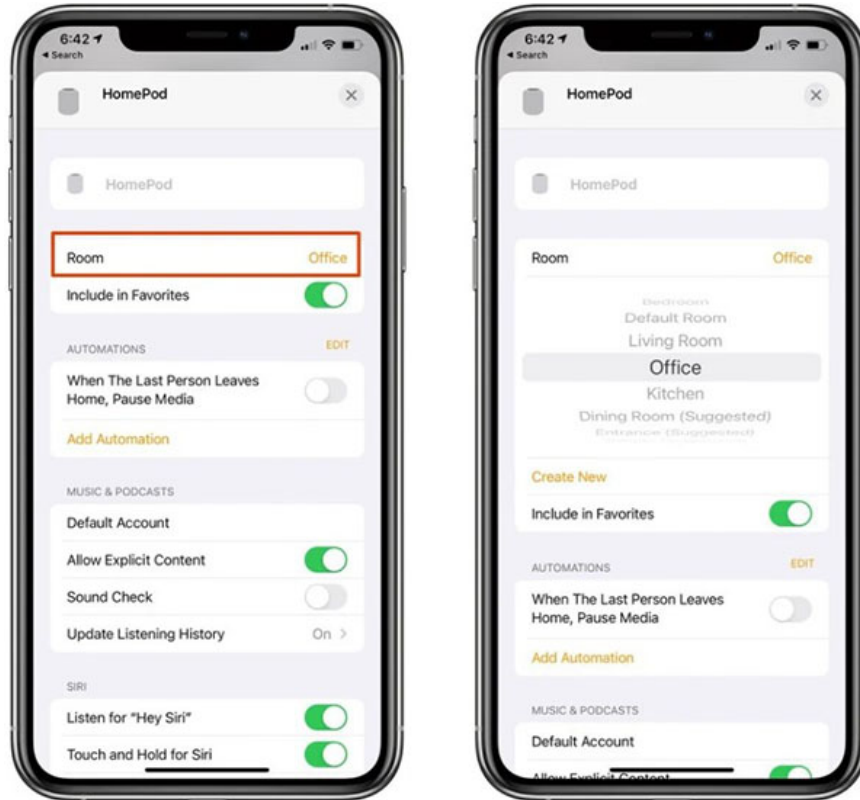 6:42
Search
HomePod
HomePod
Room Office
Include in Favorites
AUTOMATIONS EDIT
When The Last Person Leaves
Home, Pause Media
Add Automation
MUSIC & PODCASTS
Default Account
Allow Explicit Content
Sound Check
Update Listening History On
SIRI
Listen for "Hey Siri"
Touch and Hold for Siri
6:42
Search
HomePod
HomePod
Room Office
Bedroom
Default Room
Living Room
Office
Kitchen
Dining Room (Suggested)
Entrance (Suggested)
Create New
Include in Favorites
AUTOMATIONS EDIT
When The Last Person Leaves
Home, Pause Media
Add Automation
MUSIC & PODCASTS
Default Account
Allow Explicit Content